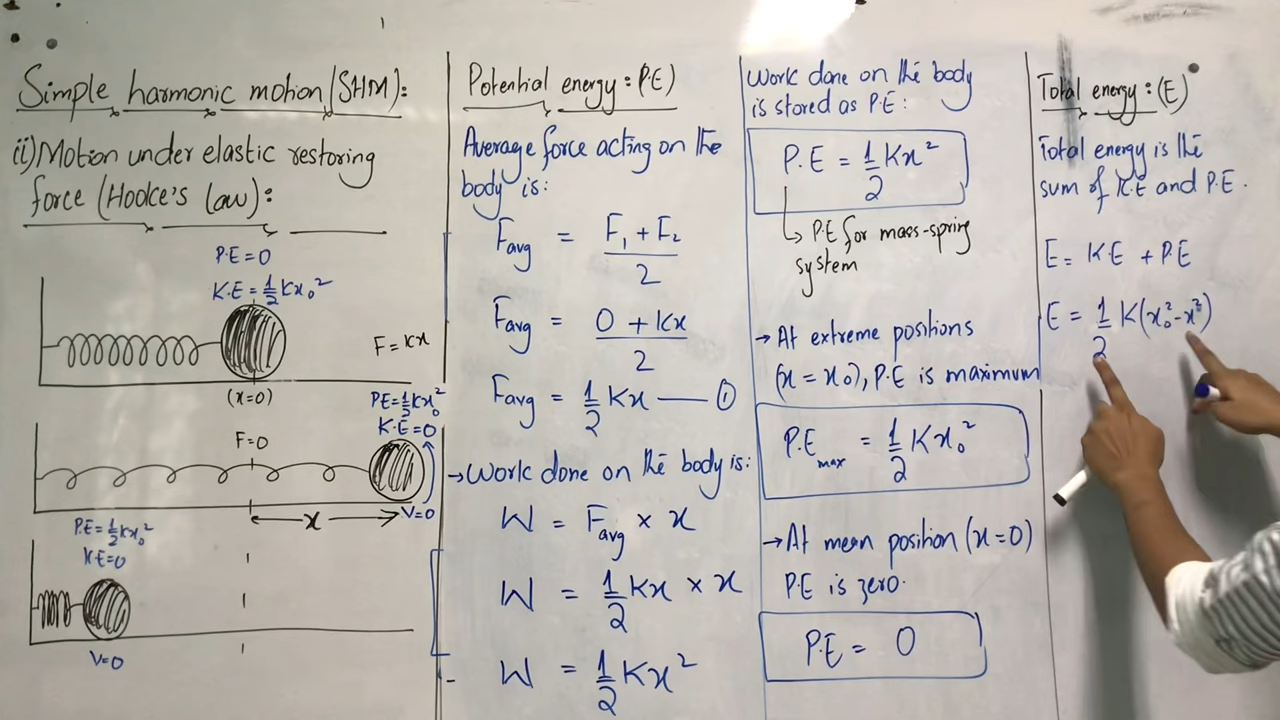 Simple harmonic motion (SHM):
ii) Motion under elastic restoring
force (Hooke's law):
P.E = 0
K.E = 1/2 Kx₀²
F = Kx
(x=0)
PE = 1/2 Kx₀²
K.E = 0
F=0
x
V=0
P.E = 1/2 Kx₀²
K.E=0
V=0
Potential energy: P.E)
Average force acting on the
body is:
Favg = F₁ + F₂ / 2
Favg = 0 + Kx / 2
Favg = 1/2 Kx — ①
→ Work done on the body is:
W = Favg × x
W = 1/2 Kx × x
W = 1/2 Kx²
Work done on the body
is stored as P.E:
P.E = 1/2 Kx²
↳ P.E for mass-spring
system
→ At extreme positions
(x = x₀), P.E is maximum
P.E max = 1/2 Kx₀²
→ At mean position (x=0)
P.E is zero.
P.E = 0
Total energy: (E)
Total energy is the
sum of K.E and P.E.
E = K.E + P.E
E = 1/2 K(x₀² - x²)